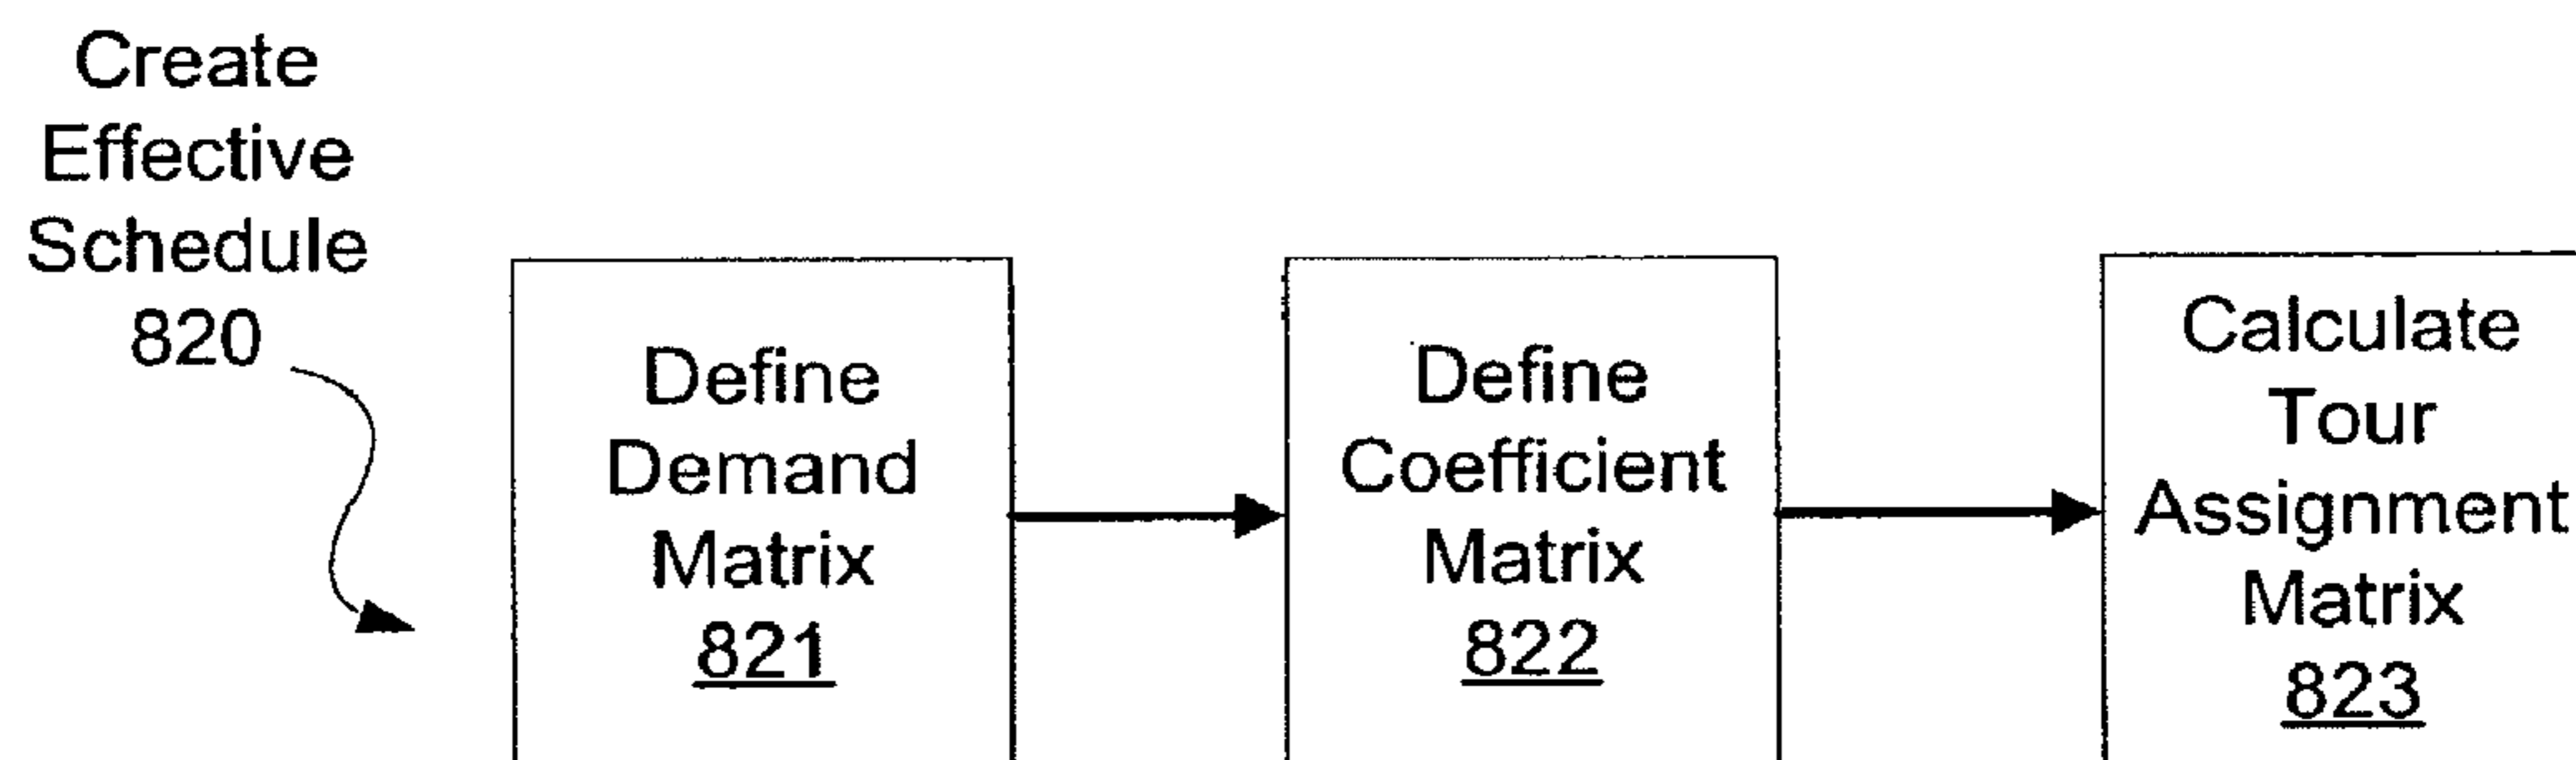 Create
Effective
Schedule
820
Define
Demand
Matrix
821
Define
Coefficient
Matrix
822
Calculate
Tour
Assignment
Matrix
823